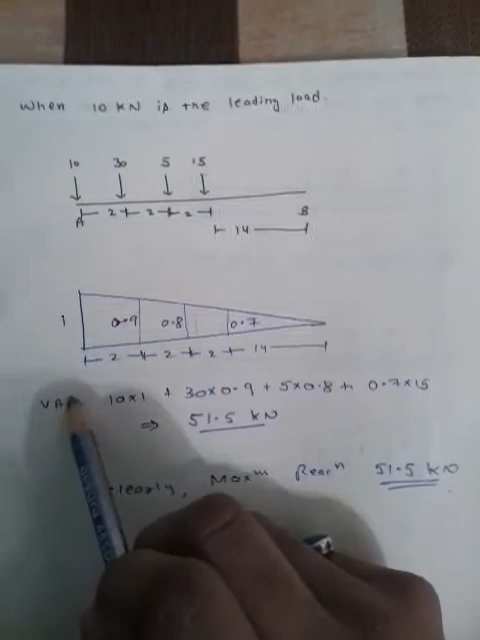 When 10 KN is the leading load.
10 30 5 15
A 2 2 2 14 B
1 0.9 0.8 0.7
2 2 2 14
10x1 + 30x0.9 + 5x0.8 + 0.7x15
⇒ 51.5 KN
Clearly, Maxm Reacn 51.5 KN